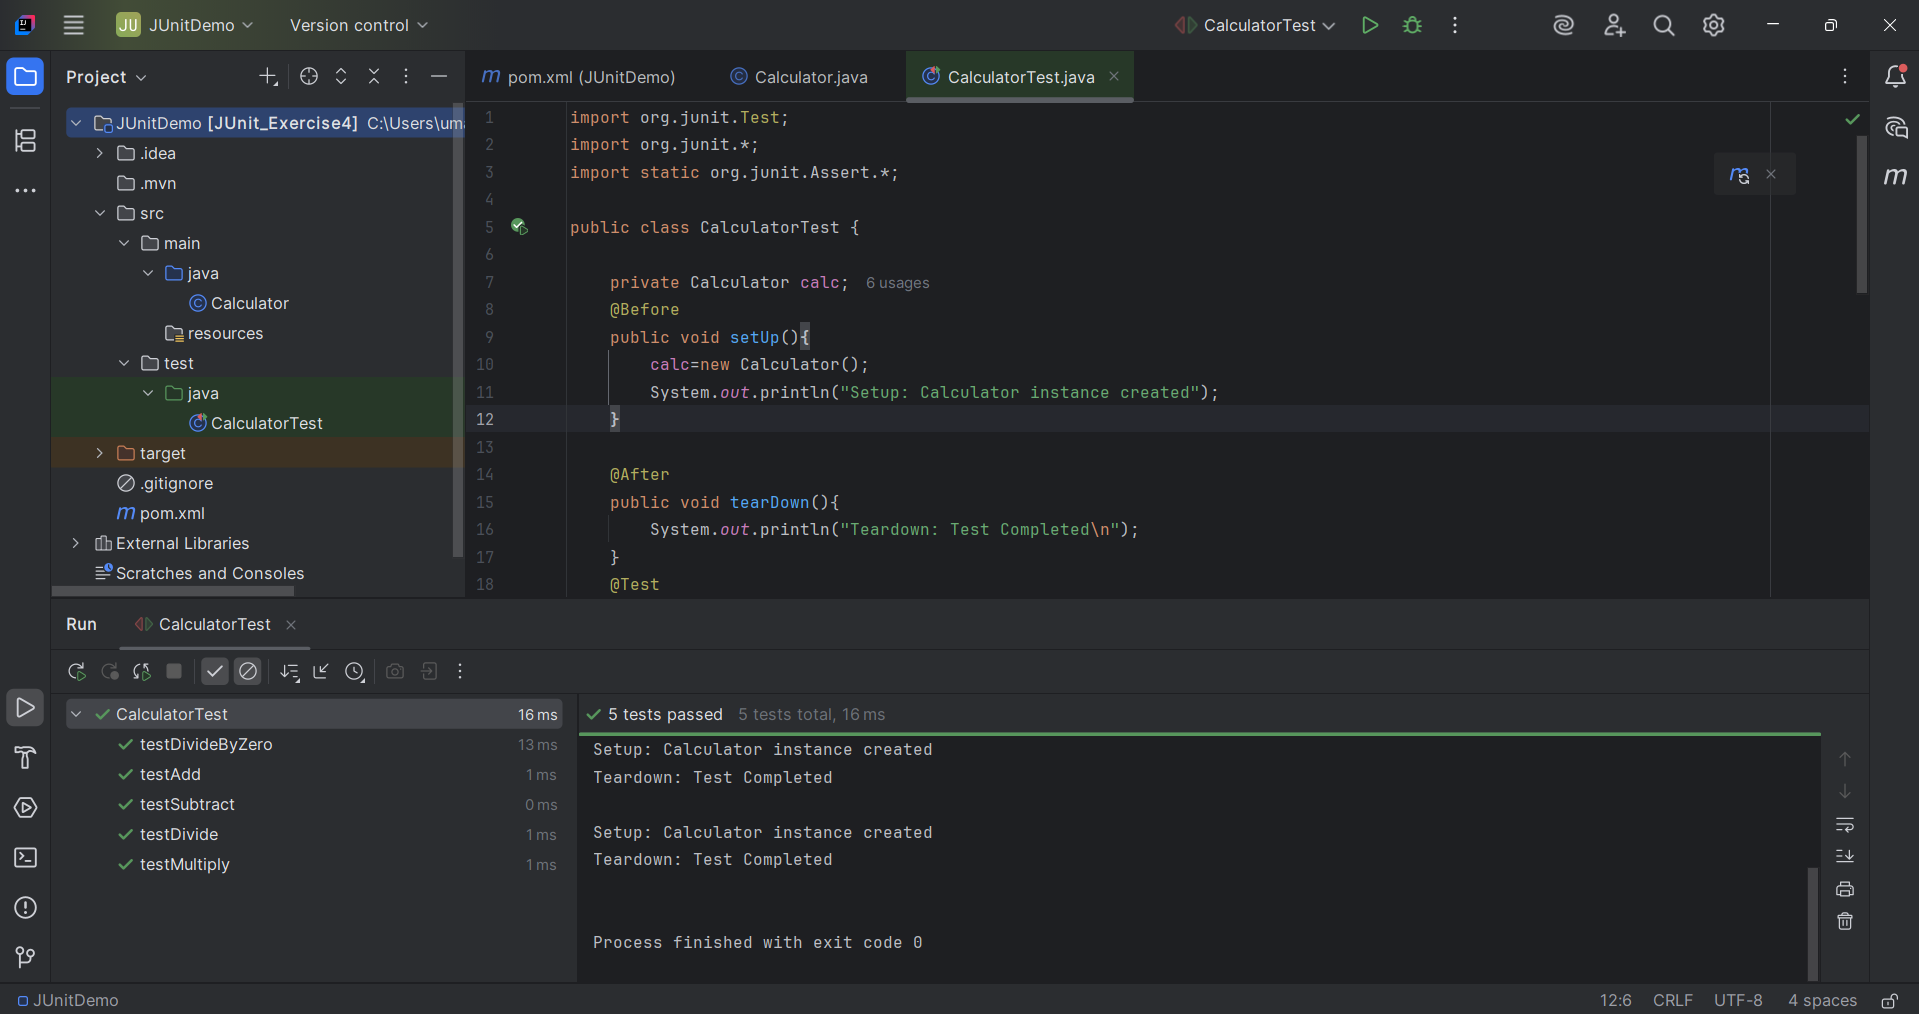 JU JUnitDemo Version control CalculatorTest
Project
pom.xml (JUnitDemo) Calculator.java CalculatorTest.java
JUnitDemo [JUnit_Exercise4] C:\Users\uma
.idea
.mvn
src
main
java
Calculator
resources
test
java
CalculatorTest
target
.gitignore
pom.xml
External Libraries
Scratches and Consoles
1 import org.junit.Test;
2 import org.junit.*;
3 import static org.junit.Assert.*;
4
5 public class CalculatorTest {
6
7 private Calculator calc; 6 usages
8 @Before
9 public void setUp(){
10 calc=new Calculator();
11 System.out.println("Setup: Calculator instance created");
12 }
13
14 @After
15 public void tearDown(){
16 System.out.println("Teardown: Test Completed\n");
17 }
18 @Test
Run CalculatorTest
CalculatorTest 16 ms
testDivideByZero 13 ms
testAdd 1 ms
testSubtract 0 ms
testDivide 1 ms
testMultiply 1 ms
5 tests passed 5 tests total, 16 ms
Setup: Calculator instance created
Teardown: Test Completed
Setup: Calculator instance created
Teardown: Test Completed
Process finished with exit code 0
JUnitDemo 12:6 CRLF UTF-8 4 spaces